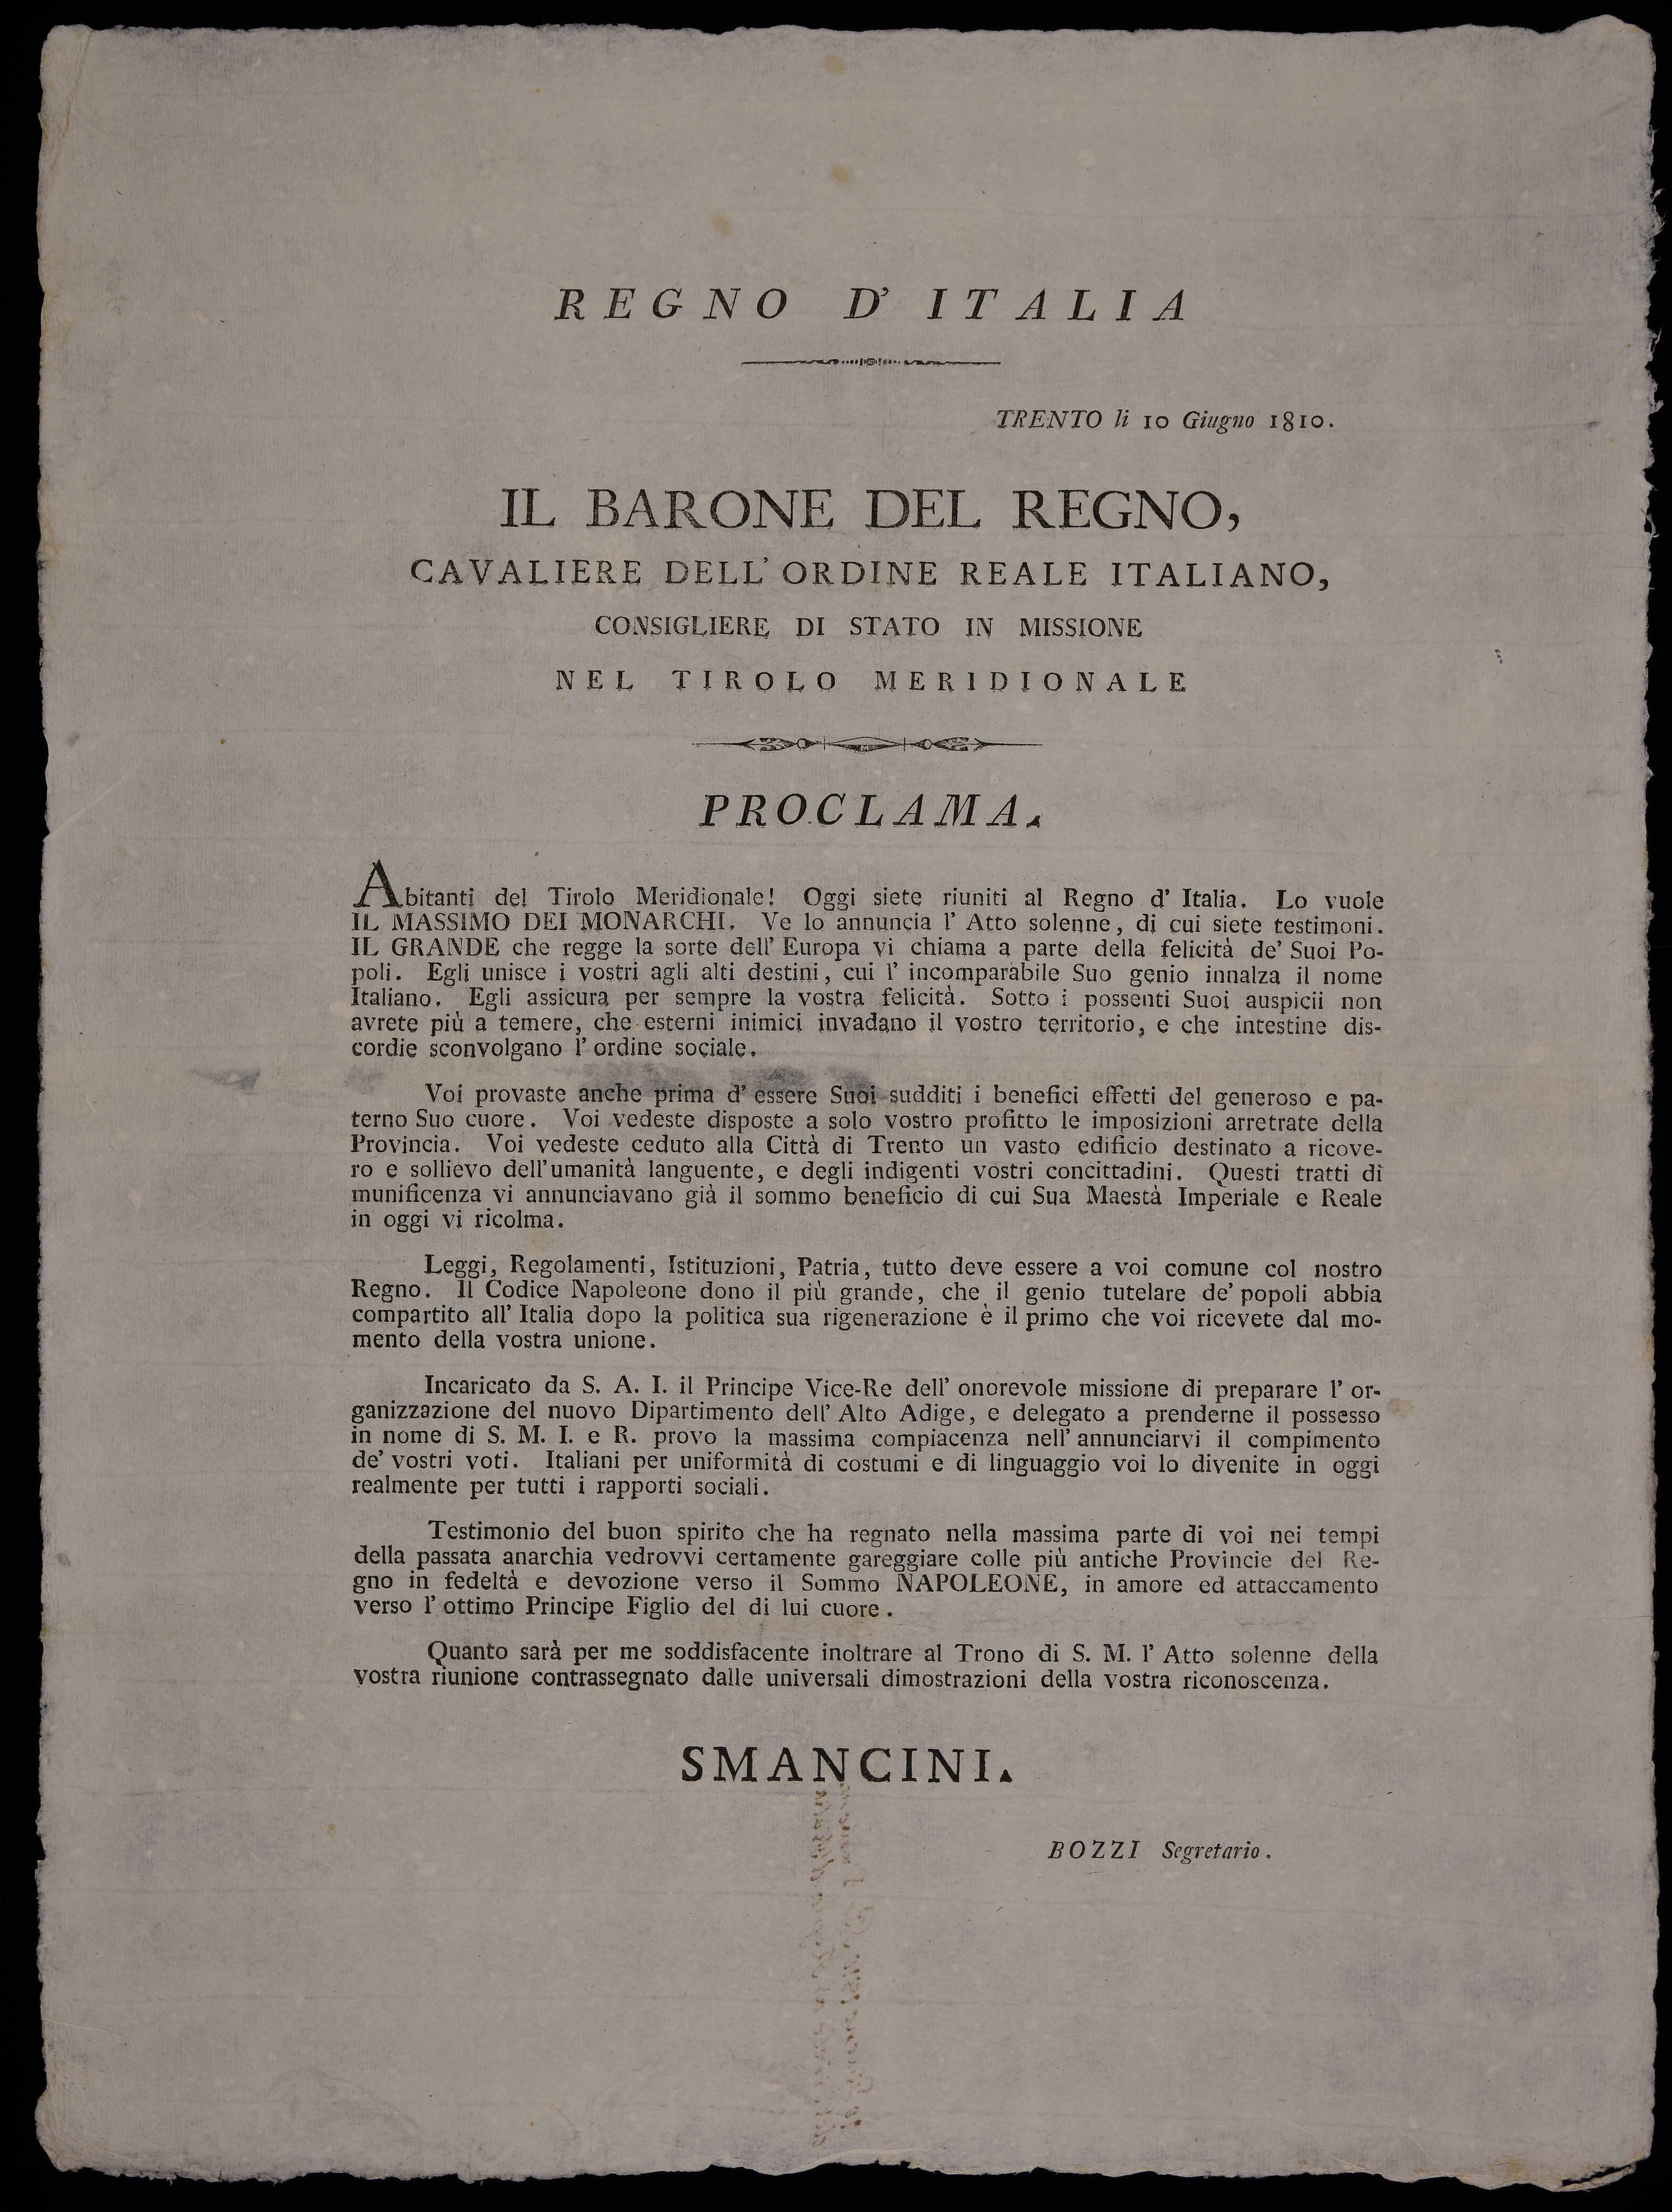 REGNO D' ITALIA
TRENTO li 10 Giugno 1810.
IL BARONE DEL REGNO,
CAVALIERE DELL' ORDINE REALE ITALIANO,
CONSIGLIERE DI STATO IN MISSIONE
NEL TIROLO MERIDIONALE
PROCLAMA.
Abitanti del Tirolo Meridionale! Oggi siete riuniti al Regno d' Italia. Lo vuole
IL MASSIMO DEI MONARCHI. Ve lo annuncia l' Atto solenne, di cui siete testimoni.
IL GRANDE che regge la sorte dell' Europa vi chiama a parte della felicità de' Suoi Po-
poli. Egli unisce i vostri agli alti destini, cui l' incomparabile Suo genio innalza il nome
Italiano. Egli assicura per sempre la vostra felicità. Sotto i possenti Suoi auspicii non
avrete più a temere, che esterni inimici invadano il vostro territorio, e che intestine dis-
cordie sconvolgano l' ordine sociale.
Voi provaste anche prima d' essere Suoi sudditi i benefici effetti del generoso e pa-
terno Suo cuore. Voi vedeste disposte a solo vostro profitto le imposizioni arretrate della
Provincia. Voi vedeste ceduto alla Città di Trento un vasto edificio destinato a ricove-
ro e sollievo dell' umanità languente, e degli indigenti vostri concittadini. Questi tratti di
munificenza vi annunciavano già il sommo beneficio di cui Sua Maestà Imperiale e Reale
in oggi vi ricolma.
Leggi, Regolamenti, Istituzioni, Patria, tutto deve essere a voi comune col nostro
Regno. Il Codice Napoleone dono il più grande, che il genio tutelare de' popoli abbia
compartito all' Italia dopo la politica sua rigenerazione è il primo che voi ricevete dal mo-
mento della vostra unione.
Incaricato da S. A. I. il Principe Vice-Re dell' onorevole missione di preparare l' or-
ganizzazione del nuovo Dipartimento dell' Alto Adige, e delegato a prenderne il possesso
in nome di S. M. I. e R. provo la massima compiacenza nell' annunciarvi il compimento
de' vostri voti. Italiani per uniformità di costumi e di linguaggio voi lo divenite in oggi
realmente per tutti i rapporti sociali.
Testimonio del buon spirito che ha regnato nella massima parte di voi nei tempi
della passata anarchia vedrovvi certamente gareggiare colle più antiche Provincie del Re-
gno in fedeltà e devozione verso il Sommo NAPOLEONE, in amore ed attaccamento
verso l' ottimo Principe Figlio del di lui cuore.
Quanto sarà per me soddisfacente inoltrare al Trono di S. M. l' Atto solenne della
vostra riunione contrassegnato dalle universali dimostrazioni della vostra riconoscenza.
SMANCINI.
BOZZI Segretario.